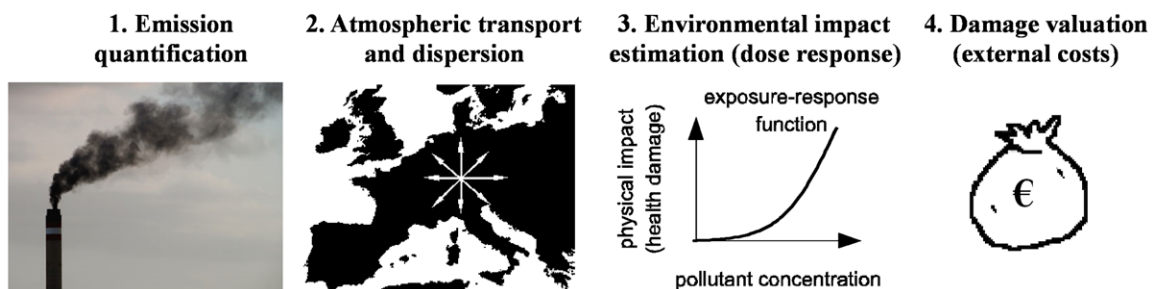 1. Emission
quantification
2. Atmospheric transport
and dispersion
3. Environmental impact
estimation (dose response)
4. Damage valuation
(external costs)
physical impact
(health damage)
exposure-response
function
pollutant concentration
€